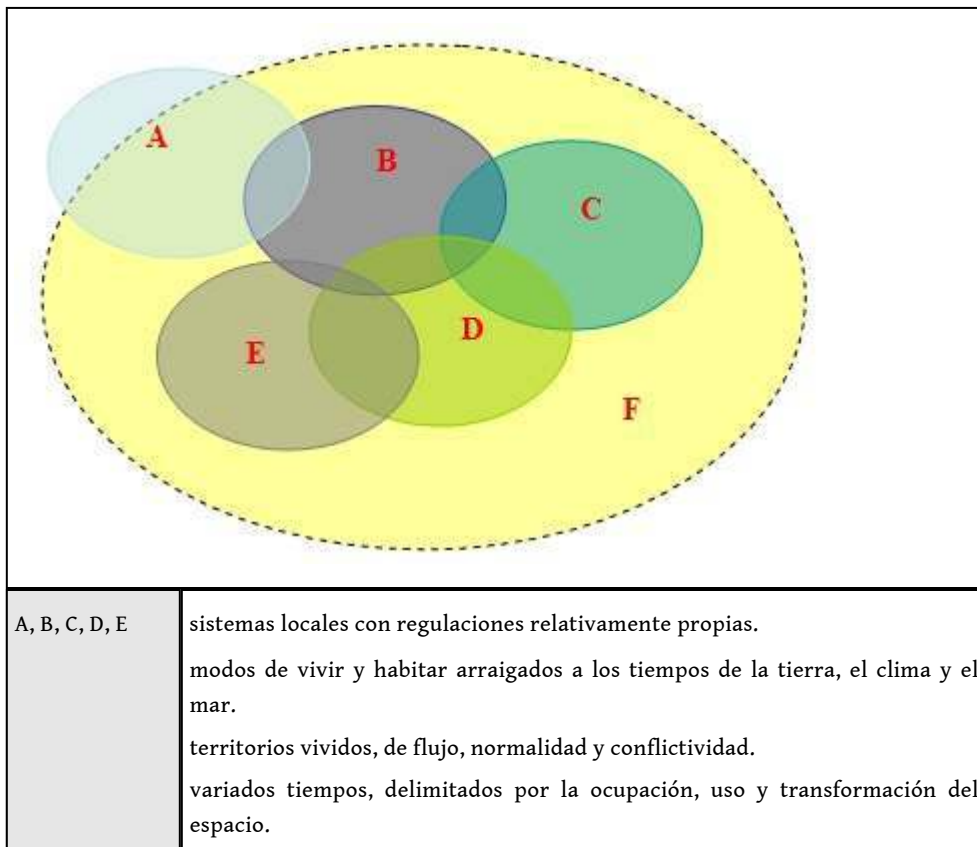 A
B
C
D
E
F
A, B, C, D, E
sistemas locales con regulaciones relativamente propias.
modos de vivir y habitar arraigados a los tiempos de la tierra, el clima y el
mar.
territorios vividos, de flujo, normalidad y conflictividad.
variados tiempos, delimitados por la ocupación, uso y transformación del
espacio.